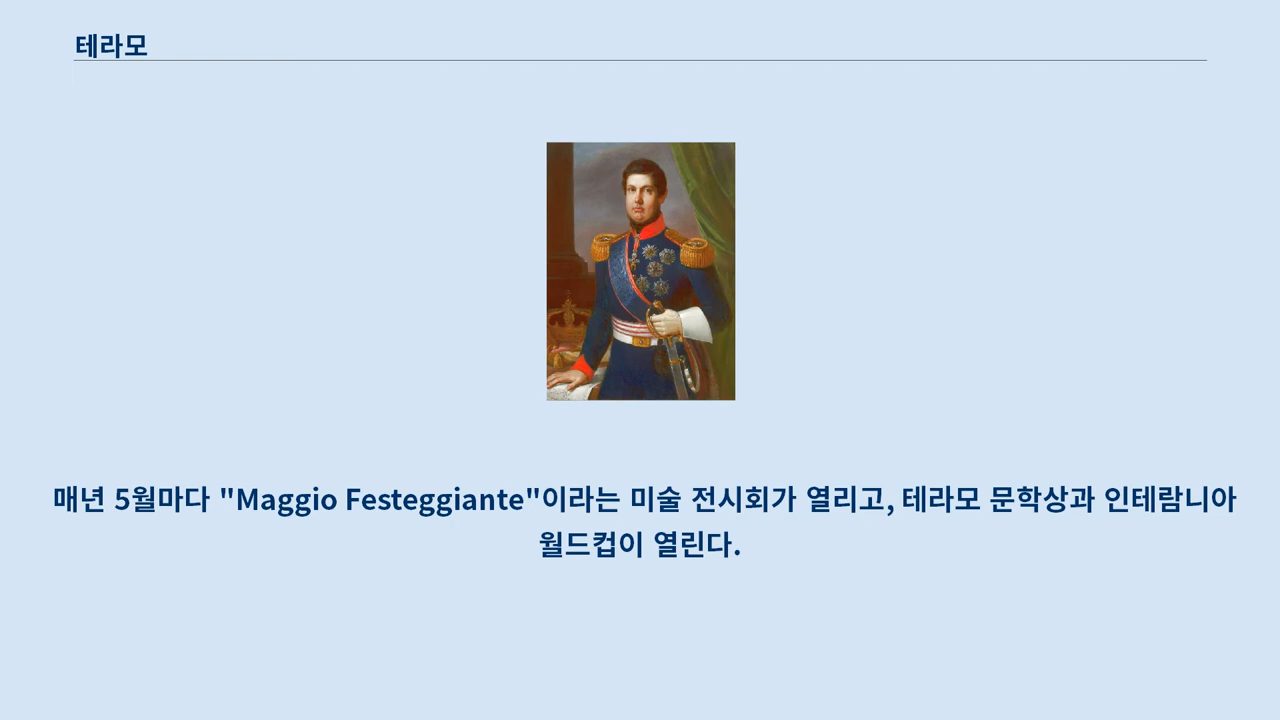 테라모
매년 5월마다 "Maggio Festeggiante"이라는 미술 전시회가 열리고, 테라모 문학상과 인테람니아
월드컵이 열린다.